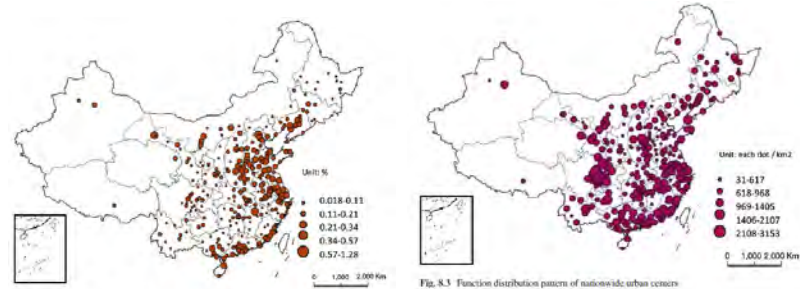 Unit: %
0.018-0.11
0.11-0.21
0.21-0.34
0.34-0.57
0.57-1.28
0 1,000 2,000 Km
Unit: each dot / km2
31-617
618-968
969-1405
1406-2107
2108-3153
0 1,000 2,000 Km
Fig. 8.3 Function distribution pattern of nationwide urban centers